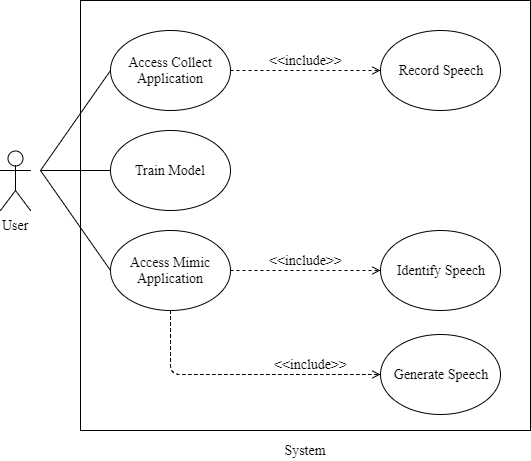 Access Collect
Application
<<include>>
Record Speech
Train Model
User
Access Mimic
Application
<<include>>
Identify Speech
<<include>>
Generate Speech
System